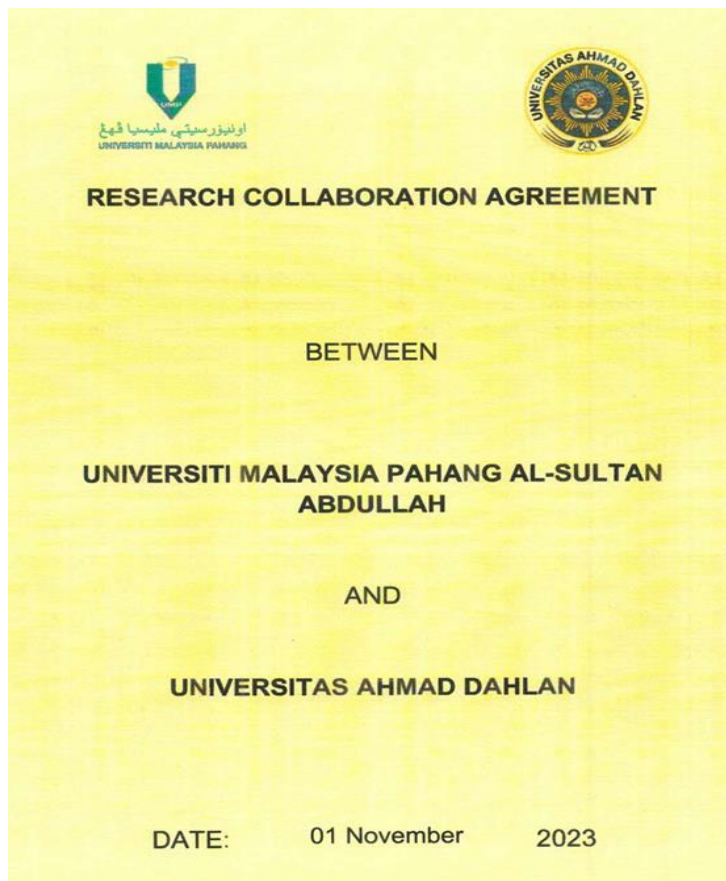 UMP
اونيۏرسيتي مليسيا ڤهڠ
UNIVERSITI MALAYSIA PAHANG
UNIVERSITAS AHMAD DAHLAN
RESEARCH COLLABORATION AGREEMENT
BETWEEN
UNIVERSITI MALAYSIA PAHANG AL-SULTAN
ABDULLAH
AND
UNIVERSITAS AHMAD DAHLAN
DATE: 01 November 2023